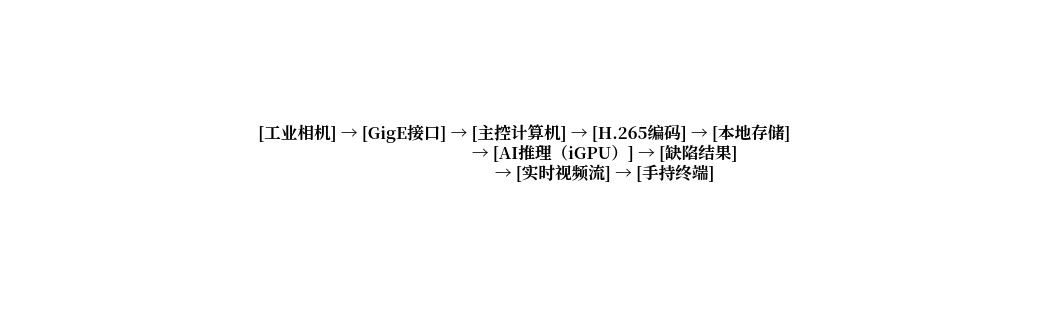 [工业相机] → [GigE接口] → [主控计算机] → [H.265编码] → [本地存储]
→ [AI推理（iGPU）] → [缺陷结果]
→ [实时视频流] → [手持终端]